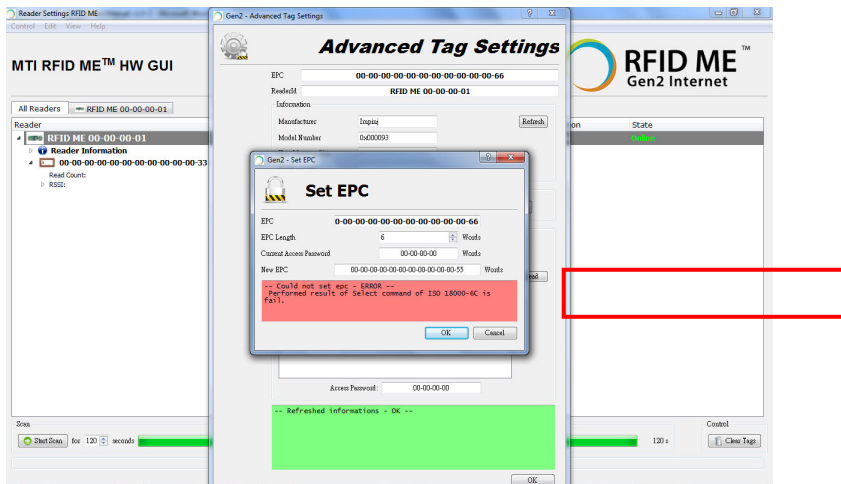 Reader Settings RFID ME
Control Edit View Help
MTI RFID ME™ HW GUI
RFID ME™
Gen2 Internet
All Readers
RFID ME 00-00-00-01
Reader
State
RFID ME 00-00-00-01
Online
Reader Information
00-00-00-00-00-00-00-00-00-00-00-33
Read Count:
RSSI:
Gen2 - Advanced Tag Settings
Advanced Tag Settings
EPC 00-00-00-00-00-00-00-00-00-00-00-66
ReaderId RFID ME 00-00-00-01
Information
Manufacturer Impinj Refresh
Model Number 0x000093
Gen2 - Set EPC
Set EPC
EPC 0-00-00-00-00-00-00-00-00-00-00-66
EPC Length 6 Words
Current Access Password 00-00-00-00 Words
New EPC 00-00-00-00-00-00-00-00-00-00-00-55 Words
-- Could not set epc - ERROR --
Performed result of Select command of ISO 18000-6C is
fail.
OK Cancel
Access Password: 00-00-00-00
-- Refreshed informations - OK --
OK
Scan
Start Scan for 120 seconds
120 s
Control
Clear Tags